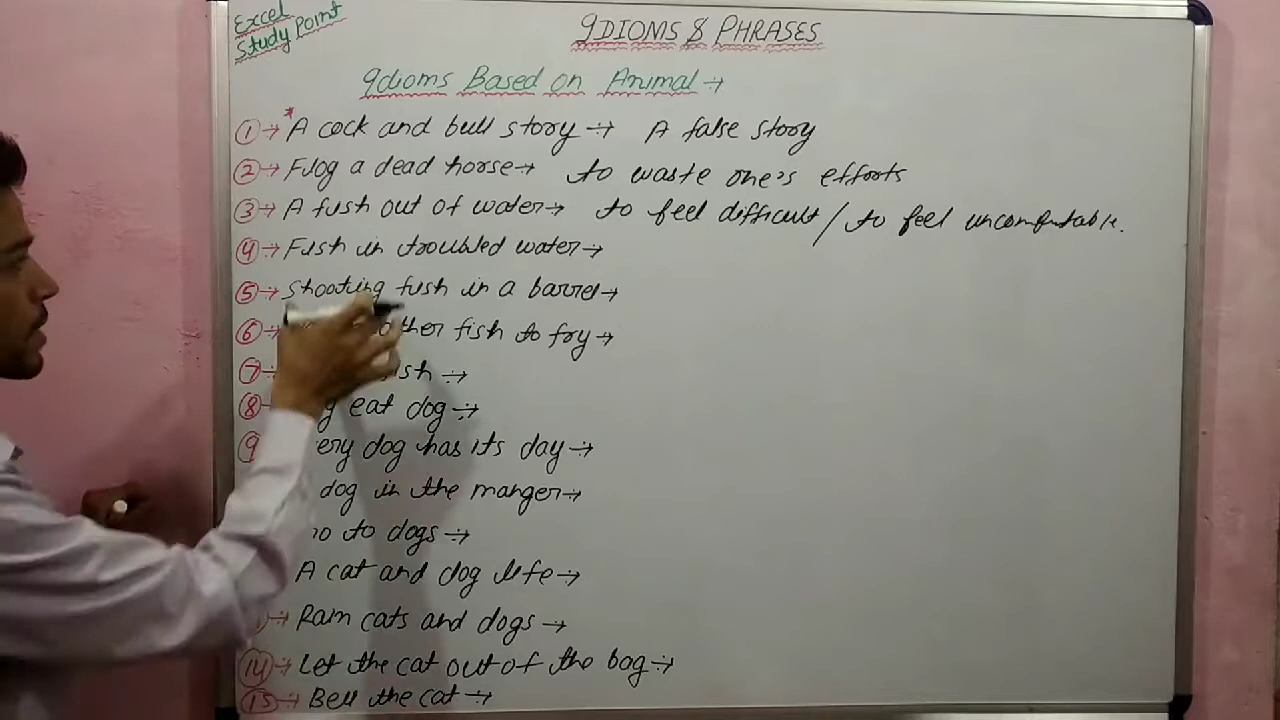 Excel
Study Point
IDIOMS & PHRASES
Idioms Based on Animal →
① → * A cock and bull story → A false story
② → Flog a dead horse → to waste one's efforts
③ → A fish out of water → to feel difficult / to feel uncomfortable.
④ → Fish in troubled water →
⑤ → Shooting fish in a barrel →
⑥ → other fish to fry →
⑦ →
⑧ eat dog →
⑨ dog has its day →
dog in the manger →
to dogs →
A cat and dog life →
→ Rain cats and dogs →
⑭ → Let the cat out of the bag →
⑮ → Bell the cat →